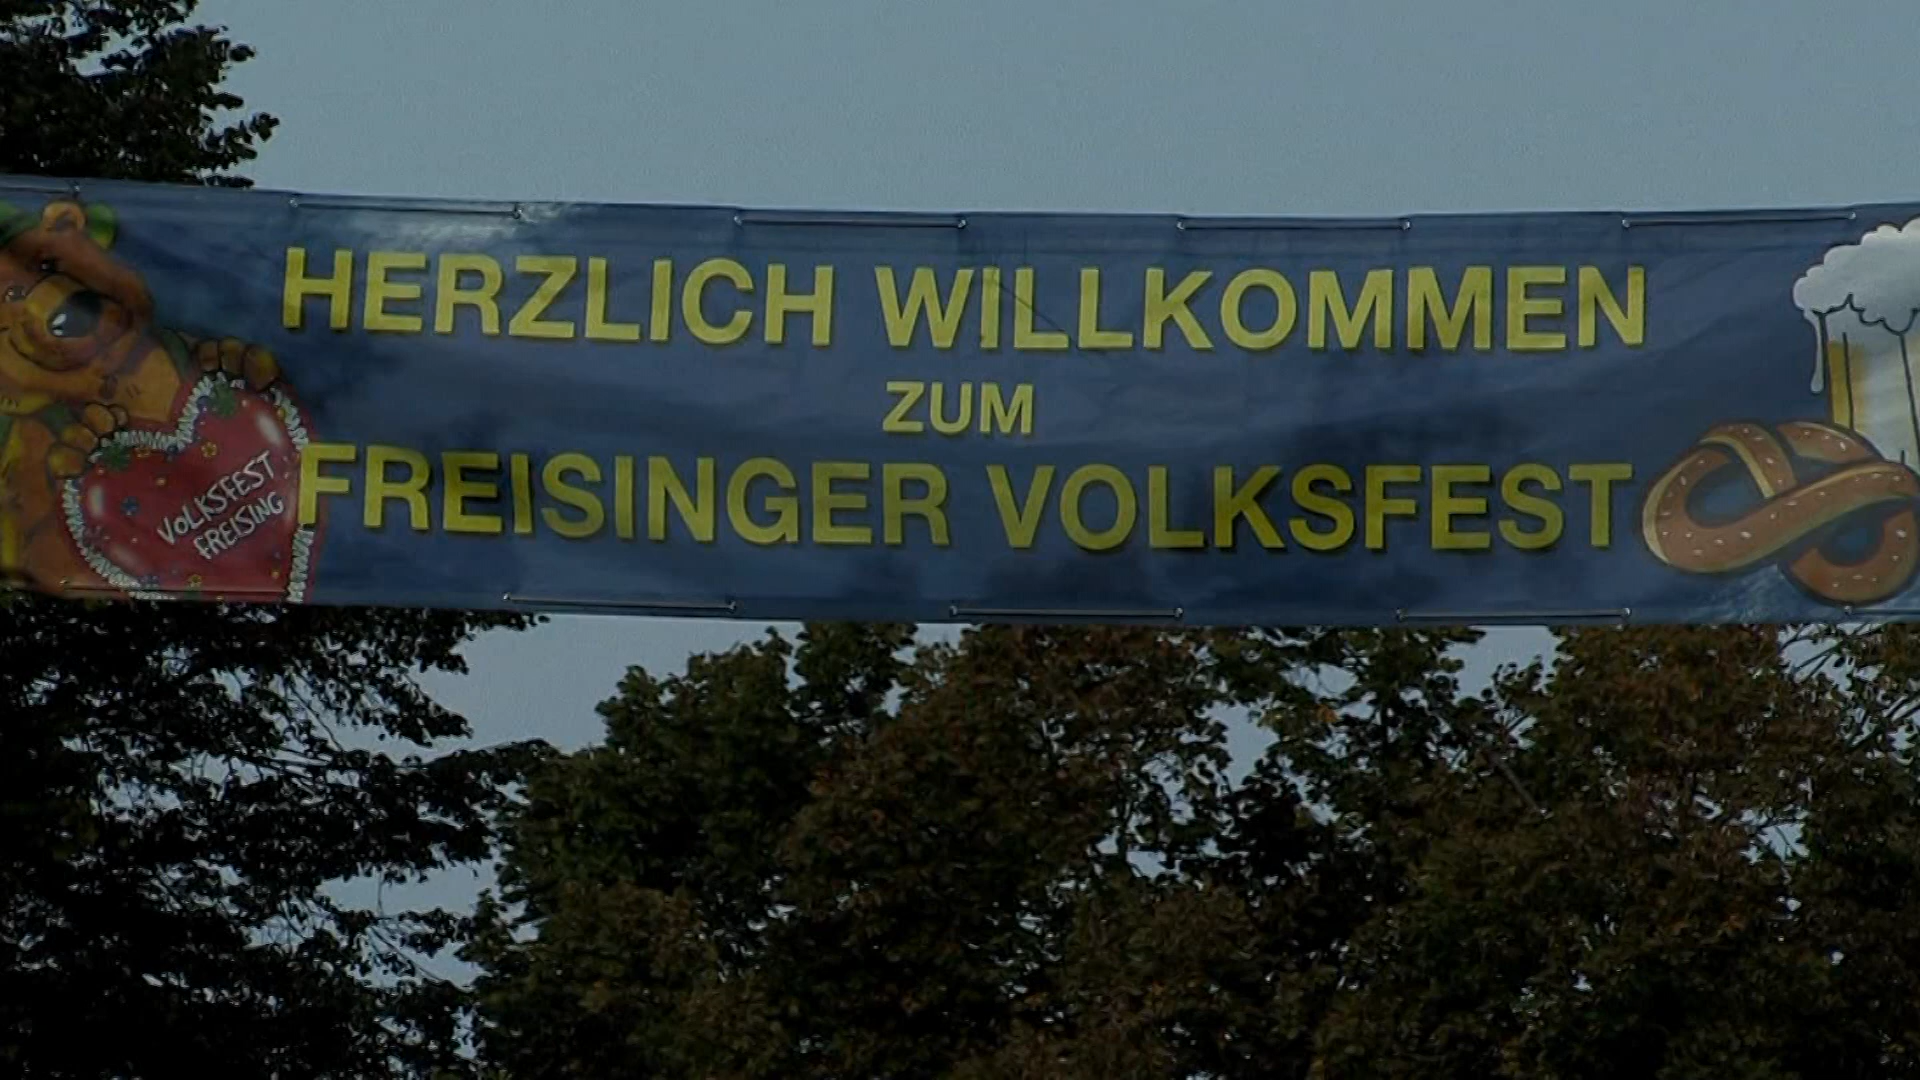 HERZLICH WILLKOMMEN
ZUM
FREISINGER VOLKSFEST
VOLKSFEST
FREISING